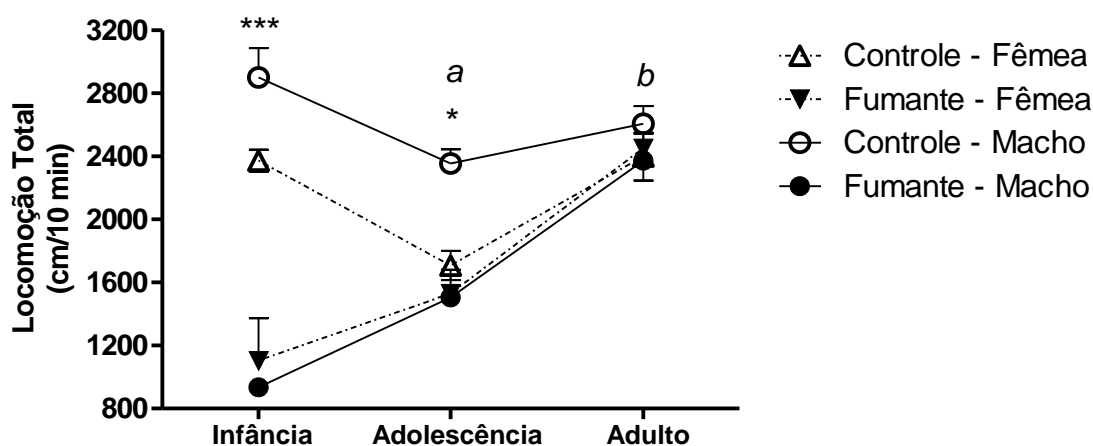 Locomoção Total
(cm/10 min)
3200
2800
2400
2000
1600
1200
800
***
a
*
b
Infância
Adolescência
Adulto
Controle - Fêmea
Fumante - Fêmea
Controle - Macho
Fumante - Macho